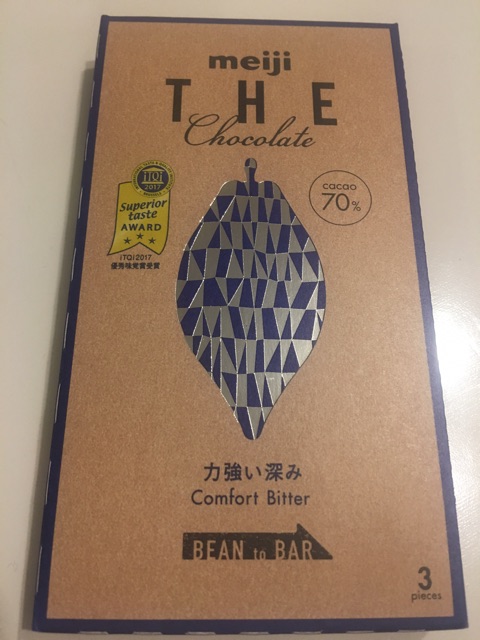 meiji
THE
Chocolate
cacao
70%
iTQi
2017
Superior
taste
AWARD
iTQi2017
優秀味覚賞受賞
力強い深み
Comfort Bitter
BEAN to BAR
3
pieces